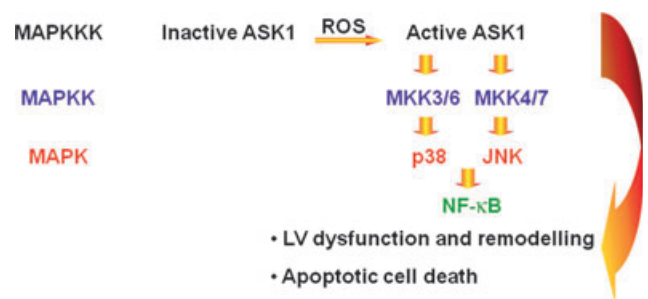 MAPKKK Inactive ASK1 ROS Active ASK1
MAPKK MKK3/6 MKK4/7
MAPK p38 JNK
NF-κB
• LV dysfunction and remodelling
• Apoptotic cell death